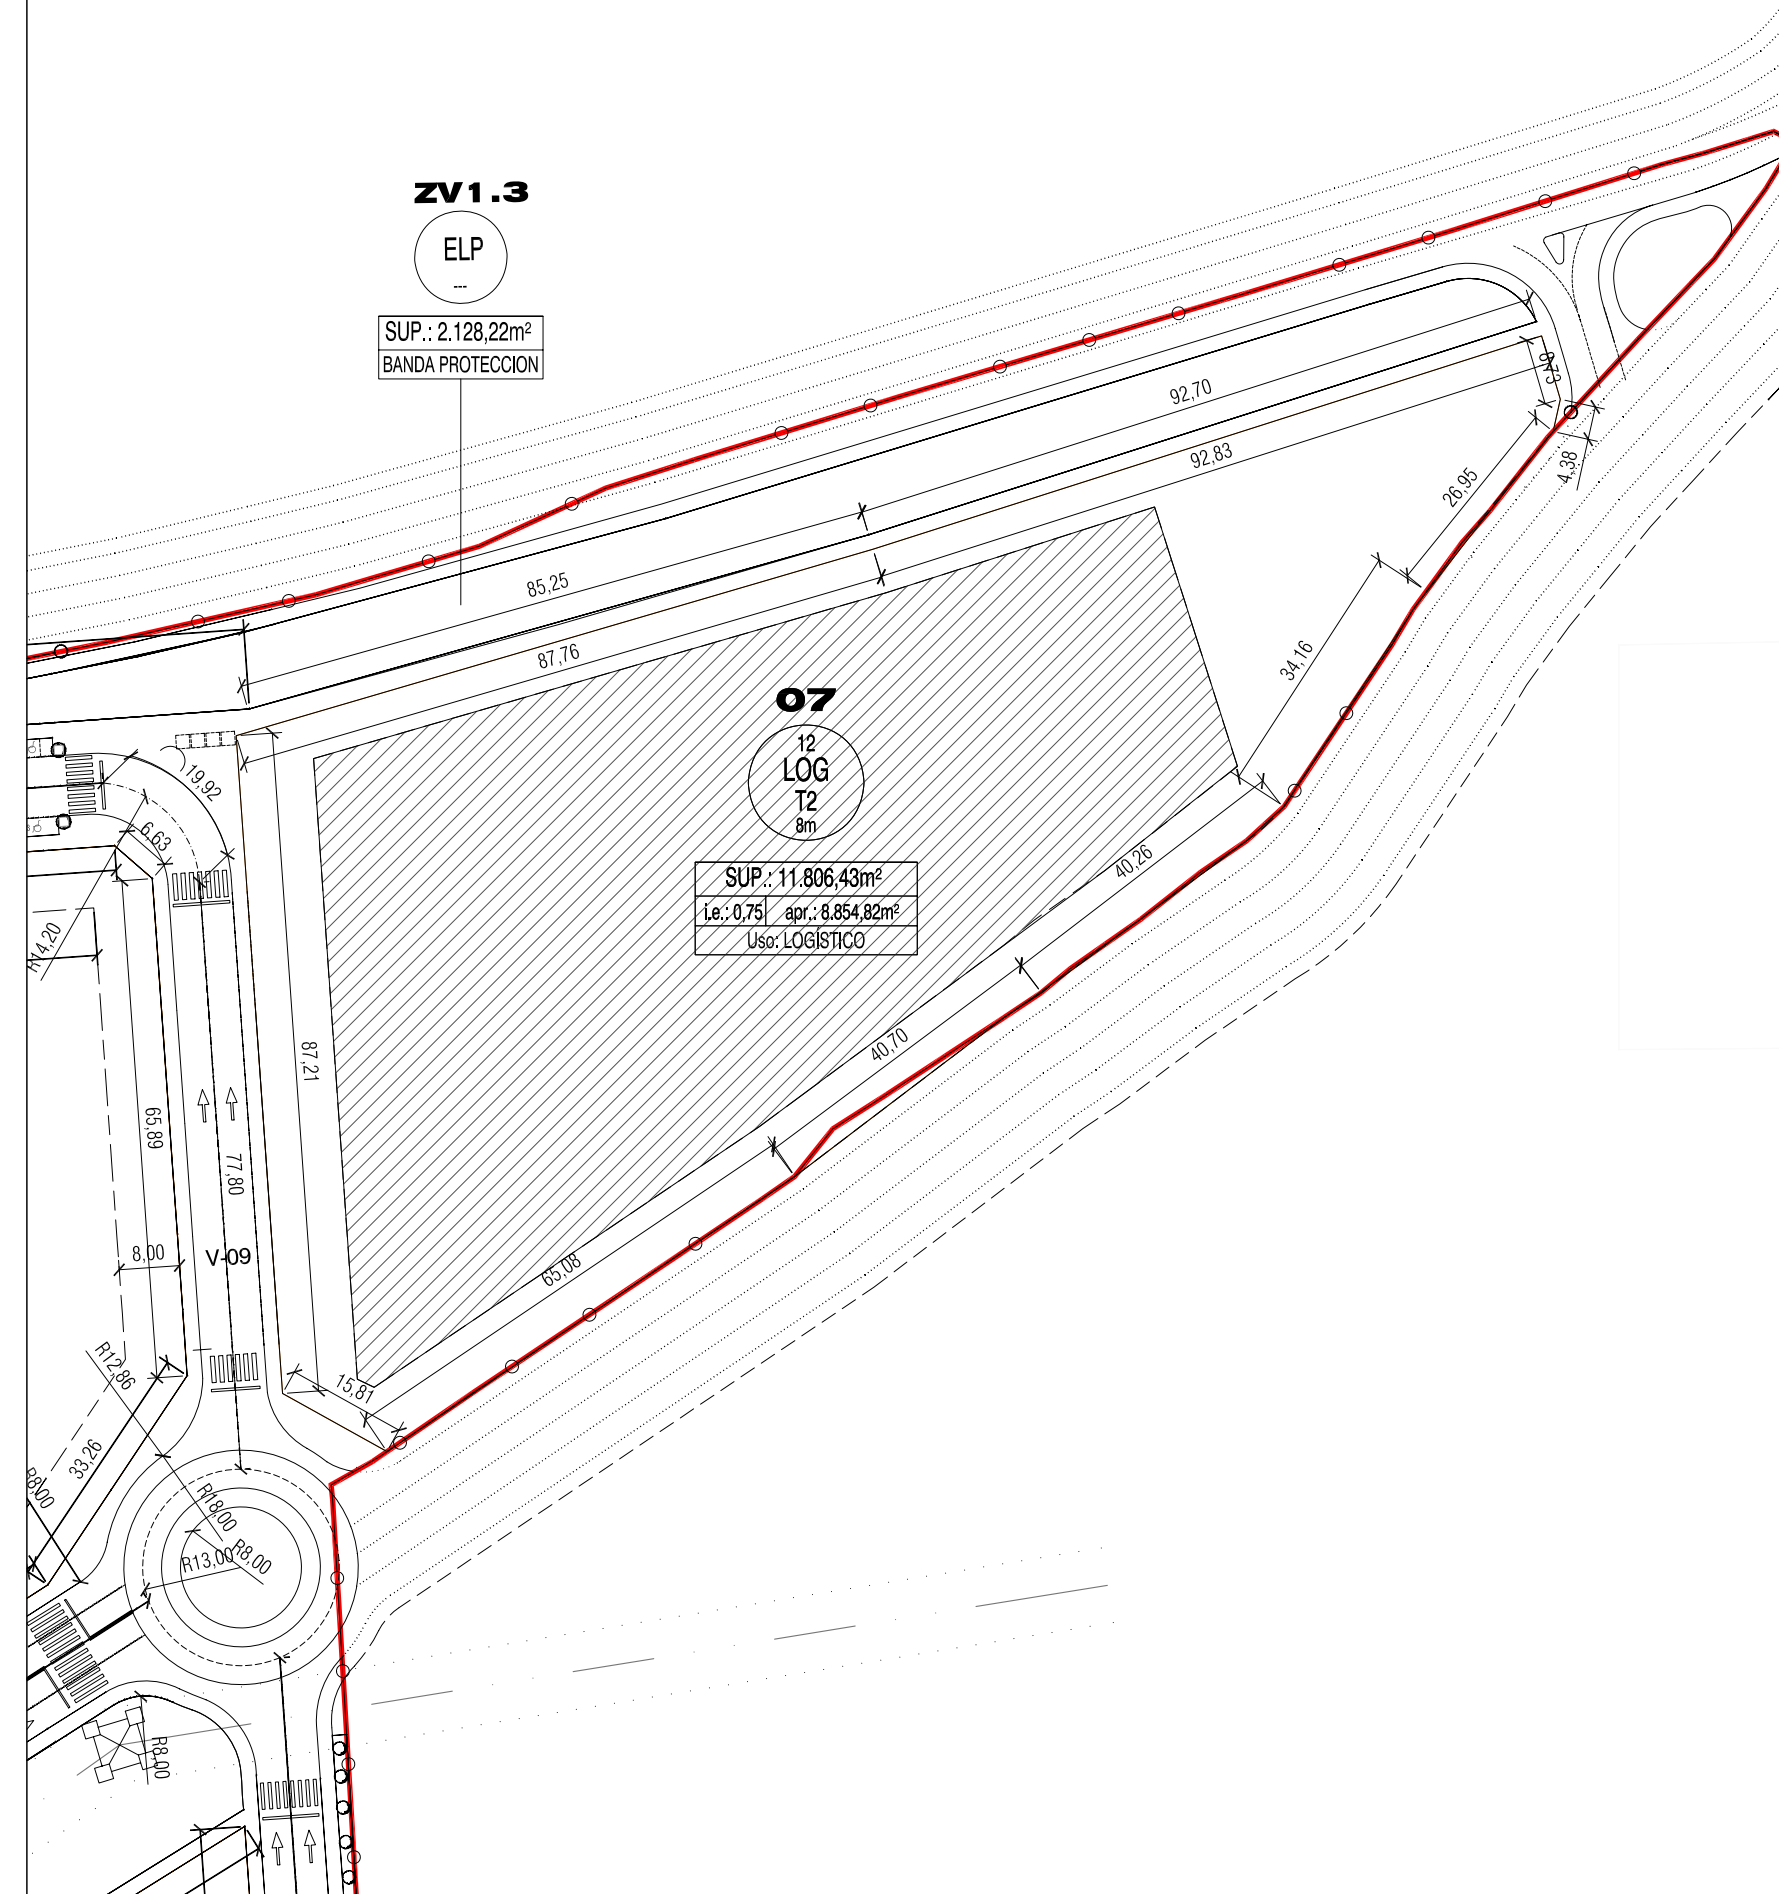 ZV1.3
ELP
---
SUP.: 2.128,22m²
BANDA PROTECCION
92,70
92,83
9,73
4,38
26,95
34,16
85,25
87,76
07
12
LOG
T2
8m
SUP.: 11.806,43m²
i.e.: 0,75 apr.: 8.854,82m²
Uso: LOGÍSTICO
40,26
40,70
65,08
15,81
87,21
19,92
6,63
R14,20
65,89
77,80
8,00
V-09
R12,86
33,26
R8,00
R18,00
R13,00
R8,00
R8,00